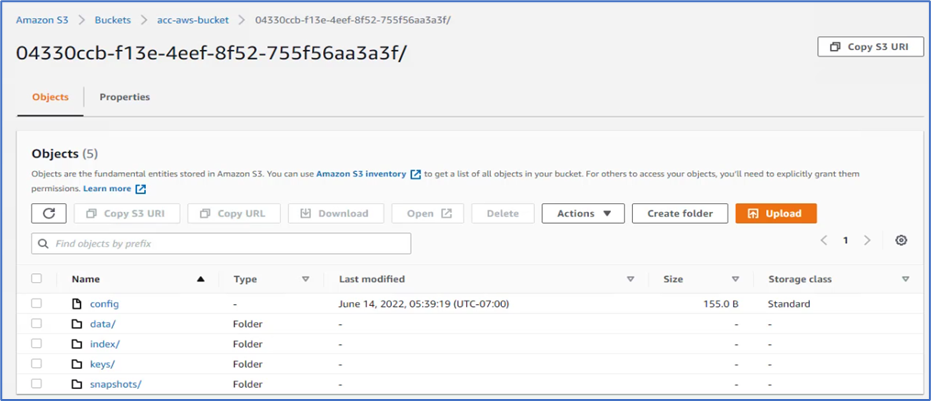 Amazon S3 > Buckets > acc-aws-bucket > 04330ccb-f13e-4eef-8f52-755f56aa3a3f/
04330ccb-f13e-4eef-8f52-755f56aa3a3f/
Copy S3 URI
Objects Properties
Objects (5)
Objects are the fundamental entities stored in Amazon S3. You can use Amazon S3 inventory to get a list of all objects in your bucket. For others to access your objects, you'll need to explicitly grant them
permissions. Learn more
Copy S3 URI Copy URL Download Open Delete Actions Create folder Upload
Find objects by prefix
1
Name Type Last modified Size Storage class
config - June 14, 2022, 05:39:19 (UTC-07:00) 155.0 B Standard
data/ Folder - - -
index/ Folder - - -
keys/ Folder - - -
snapshots/ Folder - - -